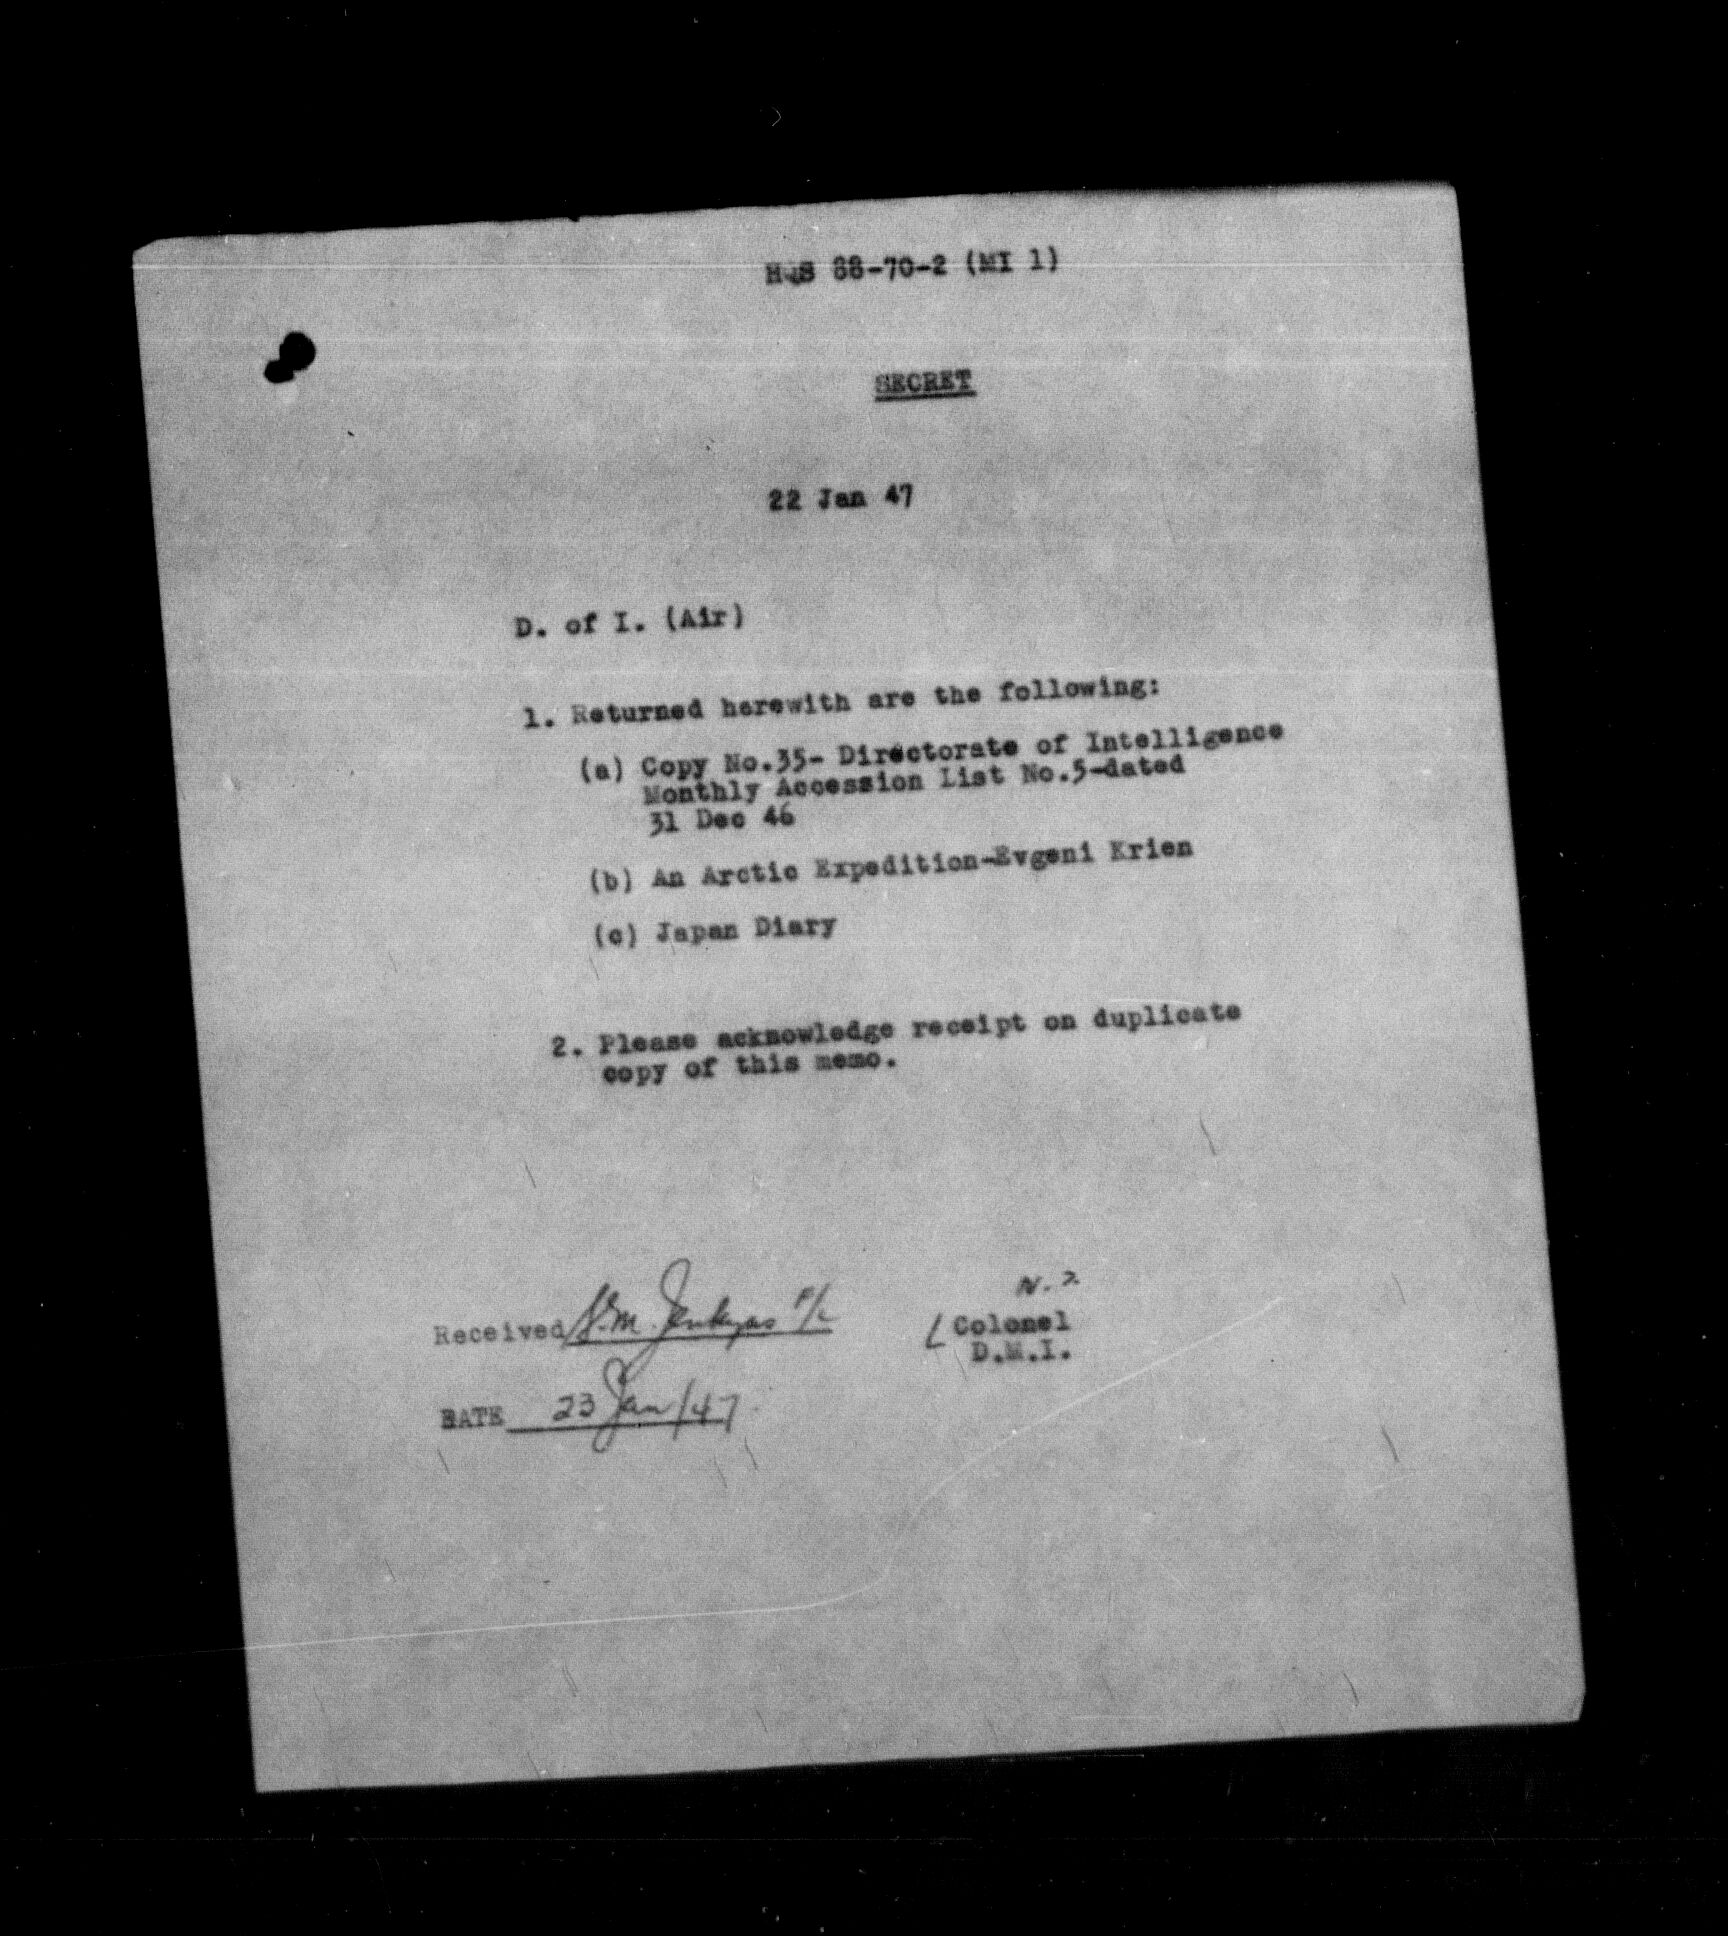 HQS 88-70-2 (MI 1)
SECRET
22 Jan 47
D. of I. (Air)
1. Returned herewith are the following:
(a) Copy No.35- Directorate of Intelligence
Monthly Accession List No.5-dated
31 Dec 46
(b) An Arctic Expedition-Evgeni Krien
(c) Japan Diary
2. Please acknowledge receipt on duplicate
copy of this memo.
Received F/L
Colonel
D.M.I.
DATE 23 Jan/47